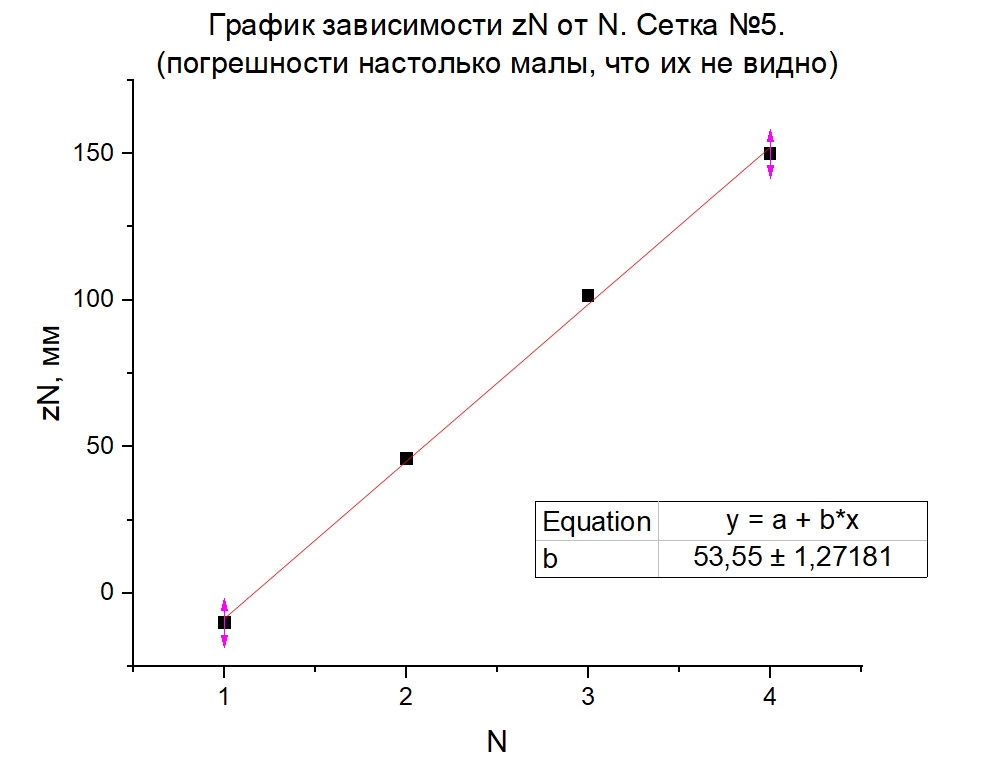 График зависимости zN от N. Сетка №5.
(погрешности настолько малы, что их не видно)
150
100
50
0
zN, мм
Equation y = a + b*x
b 53,55 ± 1,27181
1 2 3 4
N